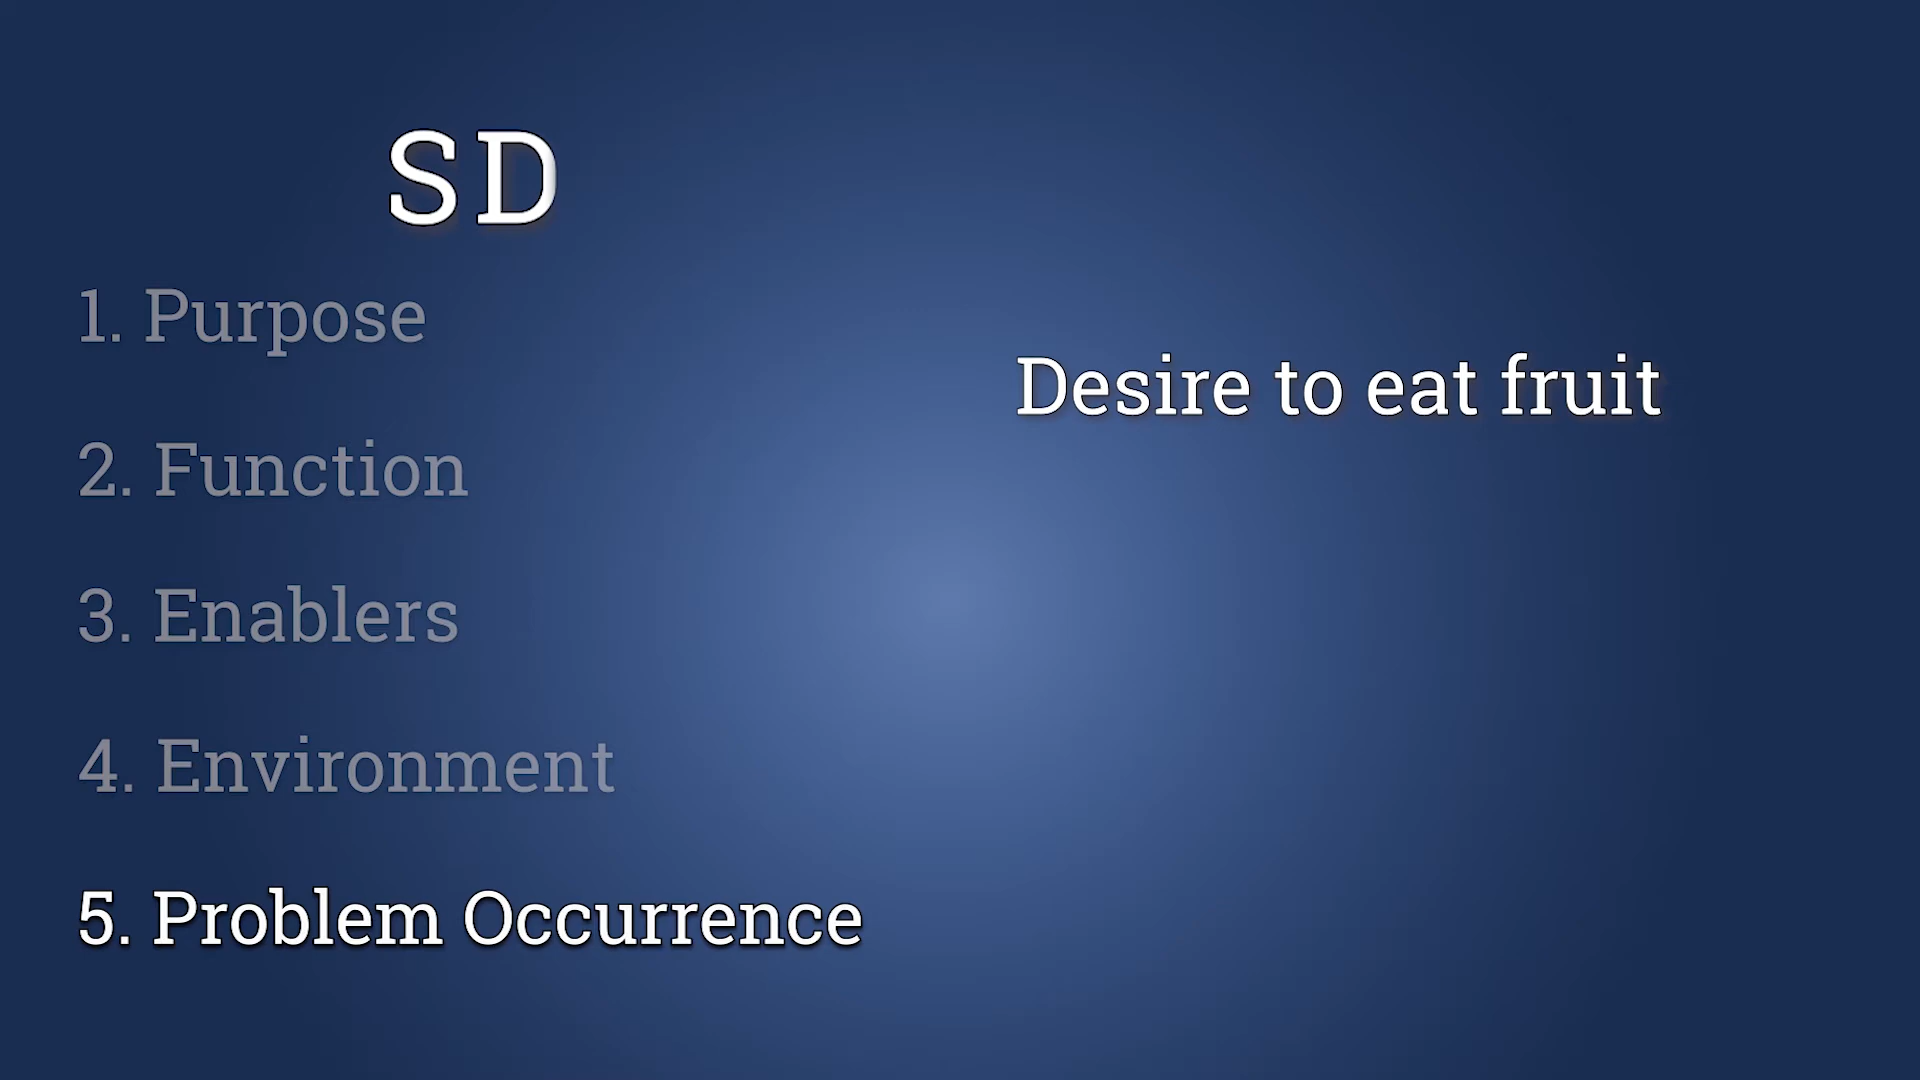 SD
1. Purpose
2. Function
3. Enablers
4. Environment
5. Problem Occurrence
Desire to eat fruit